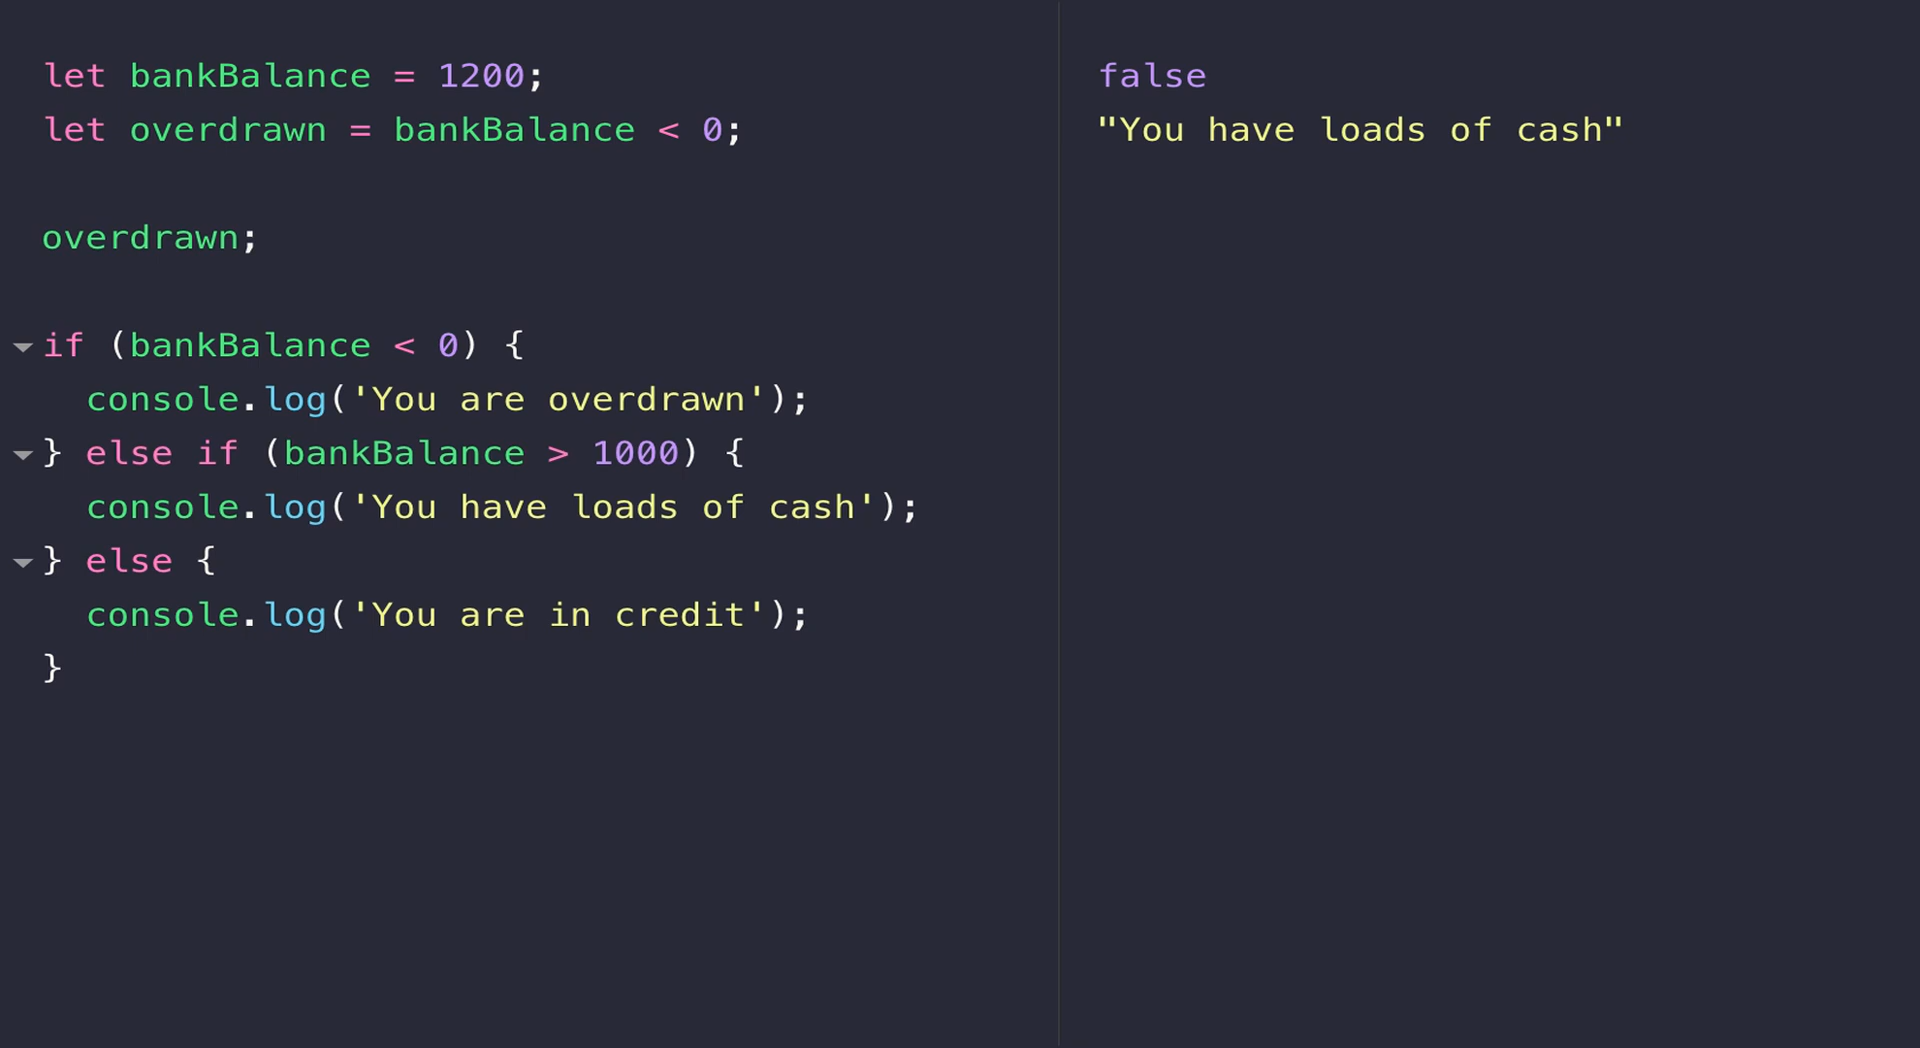 let bankBalance = 1200;
let overdrawn = bankBalance < 0;
overdrawn;
if (bankBalance < 0) {
  console.log('You are overdrawn');
} else if (bankBalance > 1000) {
  console.log('You have loads of cash');
} else {
  console.log('You are in credit');
}
false
"You have loads of cash"